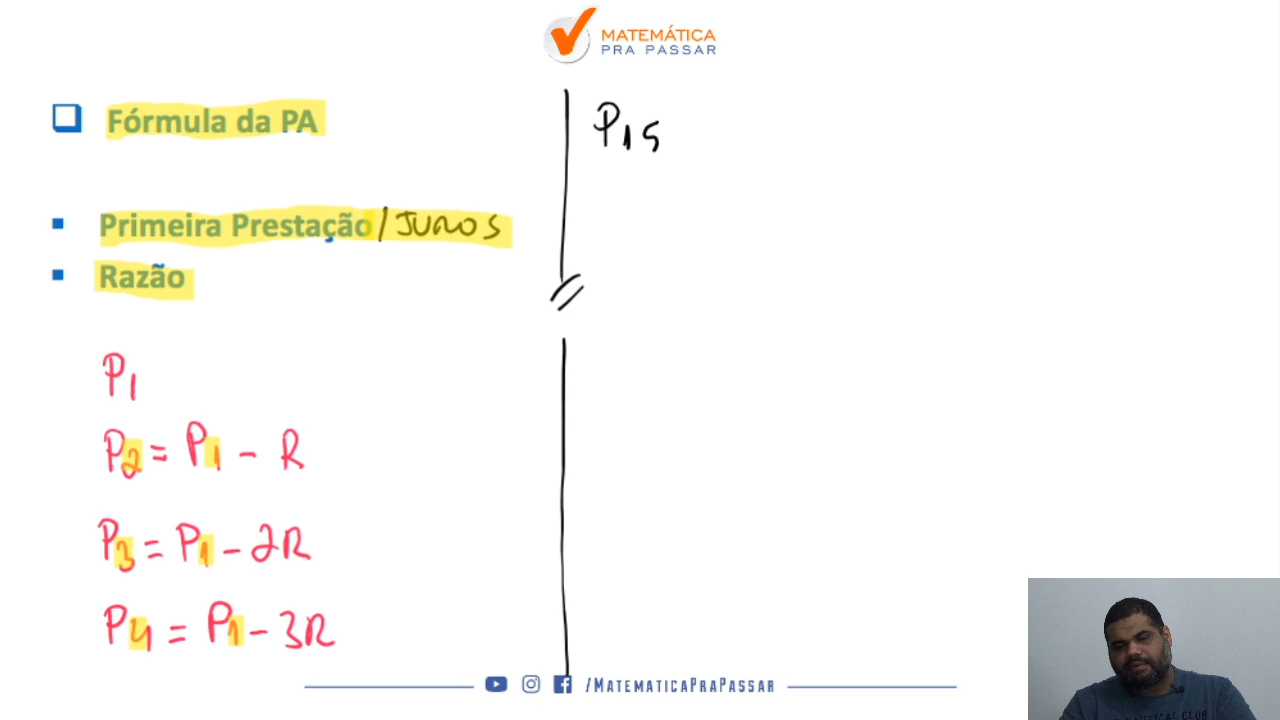 MATEMÁTICA
PRA PASSAR
Fórmula da PA
Primeira Prestação / JUROS
Razão
P1
P2 = P1 - R
P3 = P1 - 2R
P4 = P1 - 3R
P15
/MATEMATICAPRAPASSAR